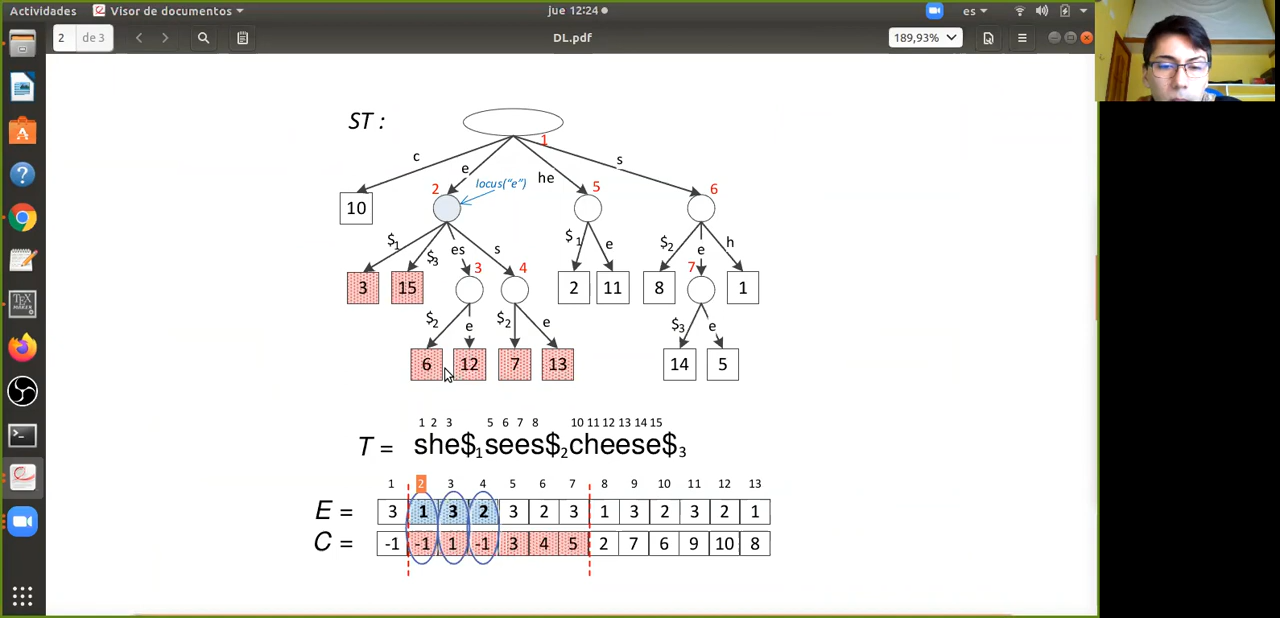 Actividades Visor de documentos jue 12:24 es
2 de 3 DL.pdf 189,93%
ST :
1
c e he s
2 locus("e") 5 6
10
$1 $3 es s $1 e $2 e h
3 4 7
3 15 2 11 8 1
$2 e $2 e $3 e
6 12 7 13 14 5
1 2 3 5 6 7 8 10 11 12 13 14 15
T = she$1sees$2cheese$3
1 2 3 4 5 6 7 8 9 10 11 12 13
E = 3 1 3 2 3 2 3 1 3 2 3 2 1
C = -1 -1 1 -1 3 4 5 2 7 6 9 10 8